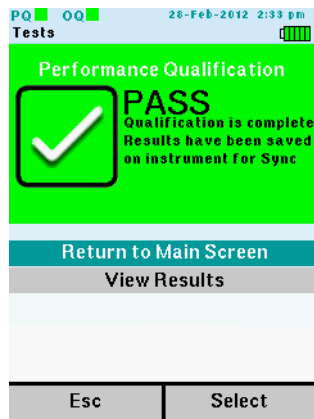 PQ OQ 28-Feb-2012 2:33 pm
Tests
Performance Qualification
PASS
Qualification is complete
Results have been saved
on instrument for Sync
Return to Main Screen
View Results
Esc Select